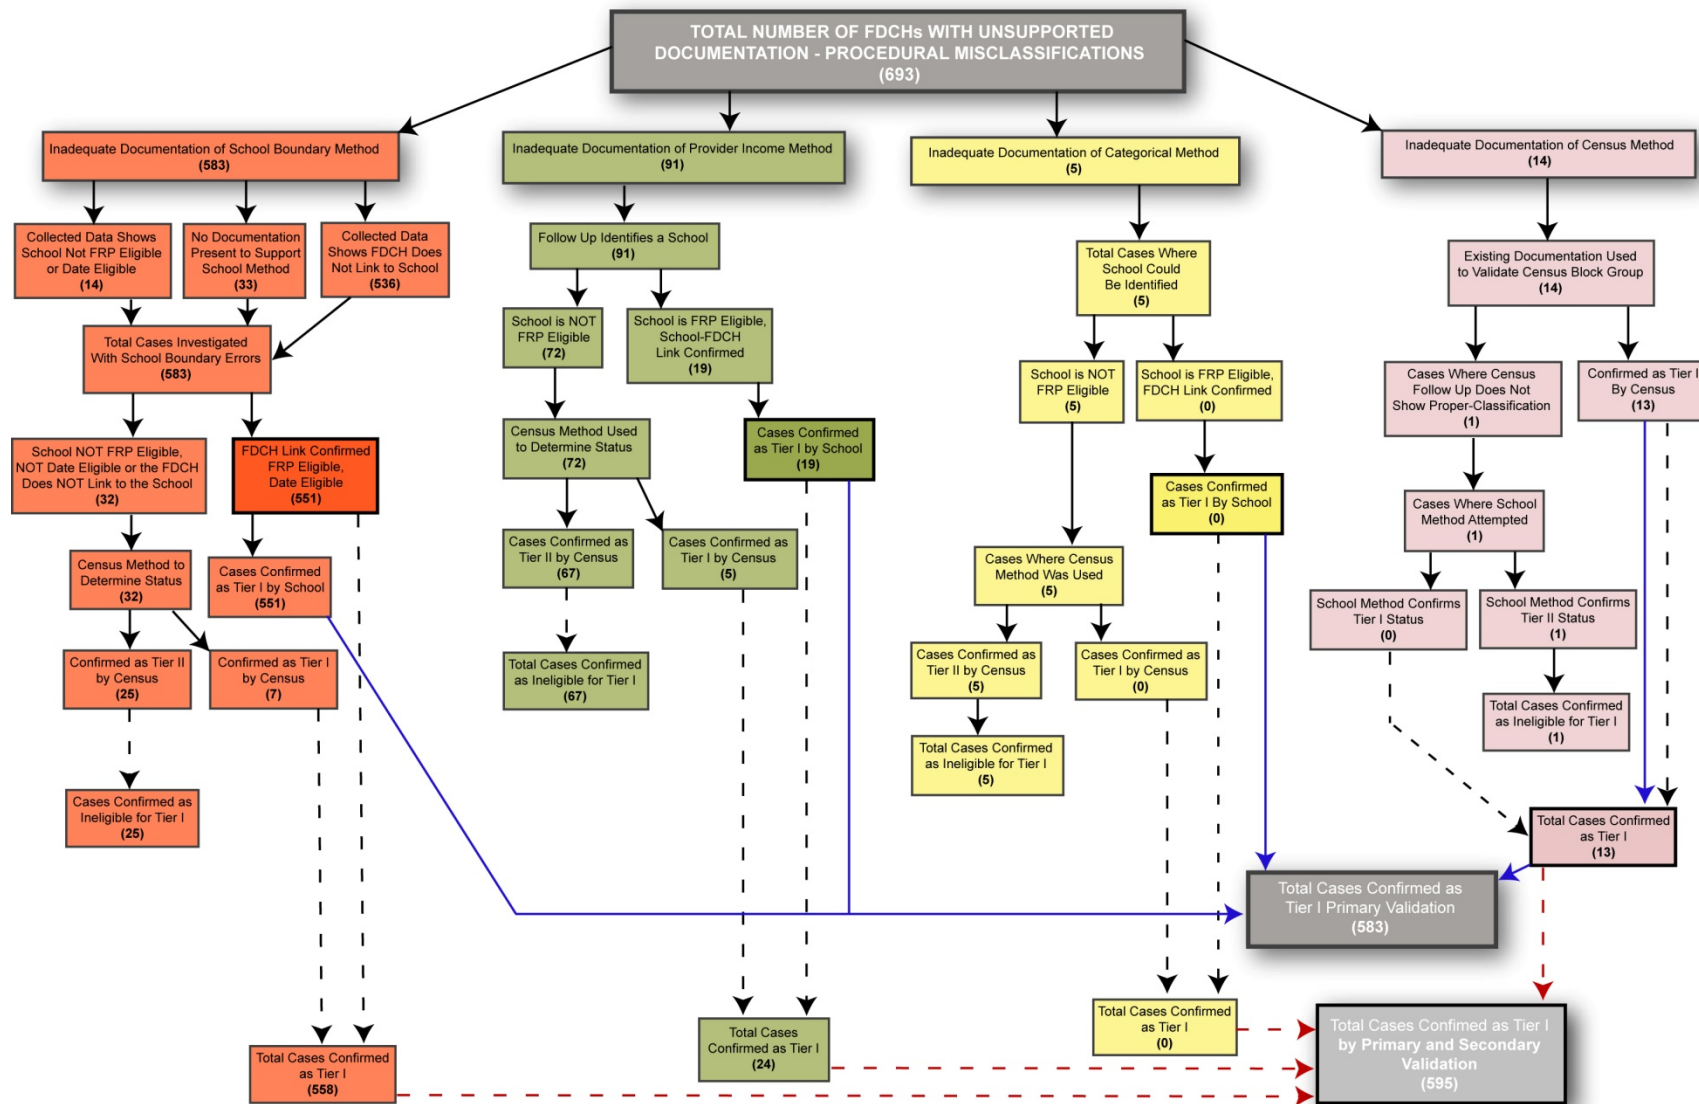 TOTAL NUMBER OF FDCHs WITH UNSUPPORTED
DOCUMENTATION - PROCEDURAL MISCLASSIFICATIONS
(693)
Inadequate Documentation of School Boundary Method
(583)
Collected Data Shows
School Not FRP Eligible
or Date Eligible
(14)
No Documentation
Present to Support
School Method
(33)
Collected Data
Shows FDCH Does
Not Link to School
(536)
Total Cases Investigated
With School Boundary Errors
(583)
School NOT FRP Eligible,
NOT Date Eligible or the FDCH
Does NOT Link to the School
(32)
FDCH Link Confirmed
FRP Eligible,
Date Eligible
(551)
Census Method to
Determine Status
(32)
Cases Confirmed
as Tier I by School
(551)
Confirmed as Tier II
by Census
(25)
Confirmed as Tier I
by Census
(7)
Cases Confirmed as
Ineligible for Tier I
(25)
Total Cases Confirmed
as Tier I
(558)
Inadequate Documentation of Provider Income Method
(91)
Follow Up Identifies a School
(91)
School is NOT
FRP Eligible
(72)
School is FRP Eligible,
School-FDCH
Link Confirmed
(19)
Census Method Used
to Determine Status
(72)
Cases Confirmed
as Tier I by School
(19)
Cases Confirmed as
Tier II by Census
(67)
Cases Confirmed as
Tier I by Census
(5)
Total Cases Confirmed
as Ineligible for Tier I
(67)
Total Cases
Confirmed as Tier I
(24)
Inadequate Documentation of Categorical Method
(5)
Total Cases Where
School Could
Be Identified
(5)
School is NOT
FRP Eligible
(5)
School is FRP Eligible,
FDCH Link Confirmed
(0)
Cases Confirmed
as Tier I By School
(0)
Cases Where Census
Method Was Used
(5)
Cases Confirmed as
Tier II by Census
(5)
Cases Confirmed as
Tier I by Census
(0)
Total Cases Confirmed
as Ineligible for Tier I
(5)
Total Cases Confirmed
as Tier I
(0)
Inadequate Documentation of Census Method
(14)
Existing Documentation Used
to Validate Census Block Group
(14)
Cases Where Census
Follow Up Does Not
Show Proper-Classification
(1)
Confirmed as Tier I
By Census
(13)
Cases Where School
Method Attempted
(1)
School Method Confirms
Tier I Status
(0)
School Method Confirms
Tier II Status
(1)
Total Cases Confirmed
as Ineligible for Tier I
(1)
Total Cases Confirmed
as Tier I
(13)
Total Cases Confirmed as
Tier I Primary Validation
(583)
Total Cases Confimed as Tier I
by Primary and Secondary
Validation
(595)